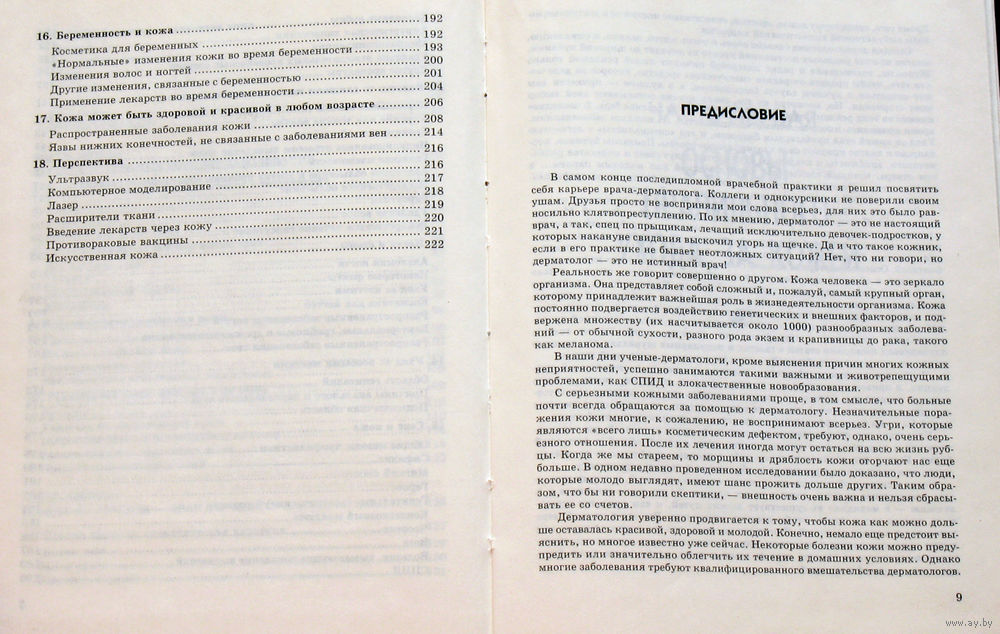 16. Беременность и кожа 192
Косметика для беременных 192
«Нормальные» изменения кожи во время беременности 193
Изменения волос и ногтей 200
Другие изменения, связанные с беременностью 201
Применение лекарств во время беременности 204
17. Кожа может быть здоровой и красивой в любом возрасте 206
Распространенные заболевания кожи 208
Язвы нижних конечностей, не связанные с заболеваниями вен 214
18. Перспектива 216
Ультразвук 216
Компьютерное моделирование 217
Лазер 218
Расширители ткани 219
Введение лекарств через кожу 220
Противораковые вакцины 221
Искусственная кожа 222
ПРЕДИСЛОВИЕ
В самом конце последипломной врачебной практики я решил посвятить
себя карьере врача-дерматолога. Коллеги и однокурсники не поверили своим
ушам. Друзья просто не восприняли мои слова всерьез, для них это было рав-
носильно клятвопреступлению. По их мнению, дерматолог — это не настоящий
врач, а так, спец по прыщикам, лечащий исключительно девочек-подростков, у
которых накануне свидания выскочил угорь на щечке. Да и что такое кожник,
если в его практике не бывает неотложных ситуаций? Нет, что ни говори, но
дерматолог — это не истинный врач!
Реальность же говорит совершенно о другом. Кожа человека — это зеркало
организма. Она представляет собой сложный и, пожалуй, самый крупный орган,
которому принадлежит важнейшая роль в жизнедеятельности организма. Кожа
постоянно подвергается воздействию генетических и внешних факторов, и под-
вержена множеству (их насчитывается около 1000) разнообразных заболева-
ний — от обычной сухости, разного рода экзем и крапивницы до рака, такого
как меланома.
В наши дни ученые-дерматологи, кроме выяснения причин многих кожных
неприятностей, успешно занимаются такими важными и животрепещущими
проблемами, как СПИД и злокачественные новообразования.
С серьезными кожными заболеваниями проще, в том смысле, что больные
почти всегда обращаются за помощью к дерматологу. Незначительные пора-
жения кожи многие, к сожалению, не воспринимают всерьез. Угри, которые
являются «всего лишь» косметическим дефектом, требуют, однако, очень серь-
езного отношения. После их лечения иногда могут остаться на всю жизнь руб-
цы. Когда же мы стареем, то морщины и дряблость кожи огорчают нас еще
больше. В одном недавно проведенном исследовании было доказано, что люди,
которые молодо выглядят, имеют шанс прожить дольше других. Таким обра-
зом, что бы ни говорили скептики, — внешность очень важна и нельзя сбрасы-
вать ее со счетов.
Дерматология уверенно продвигается к тому, чтобы кожа как можно доль-
ше оставалась красивой, здоровой и молодой. Конечно, немало еще предстоит вы-
яснить, но многое известно уже сейчас. Некоторые болезни кожи можно преду-
предить или значительно облегчить их течение в домашних условиях. Однако
многие заболевания требуют квалифицированного вмешательства дерматологов.
9
www.ay.by